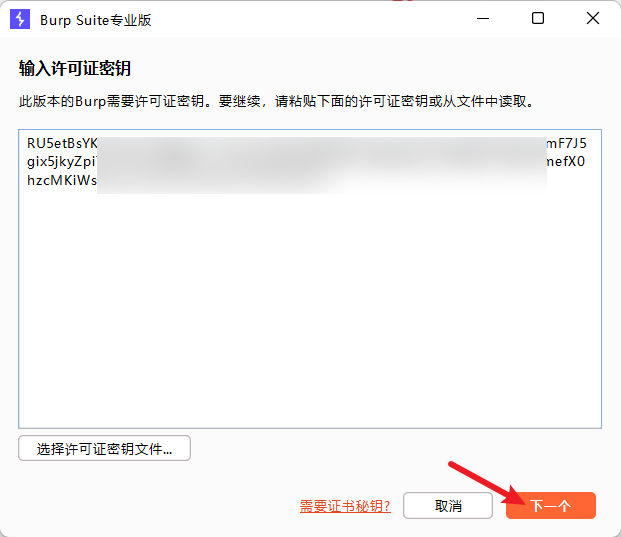 Burp Suite专业版
输入许可证密钥
此版本的Burp需要许可证密钥。要继续，请粘贴下面的许可证密钥或从文件中读取。
RU5etBsYK mF7J5
gix5jkyZpi mefX0
hzcMKiWs
选择许可证密钥文件...
需要证书秘钥?
取消
下一个